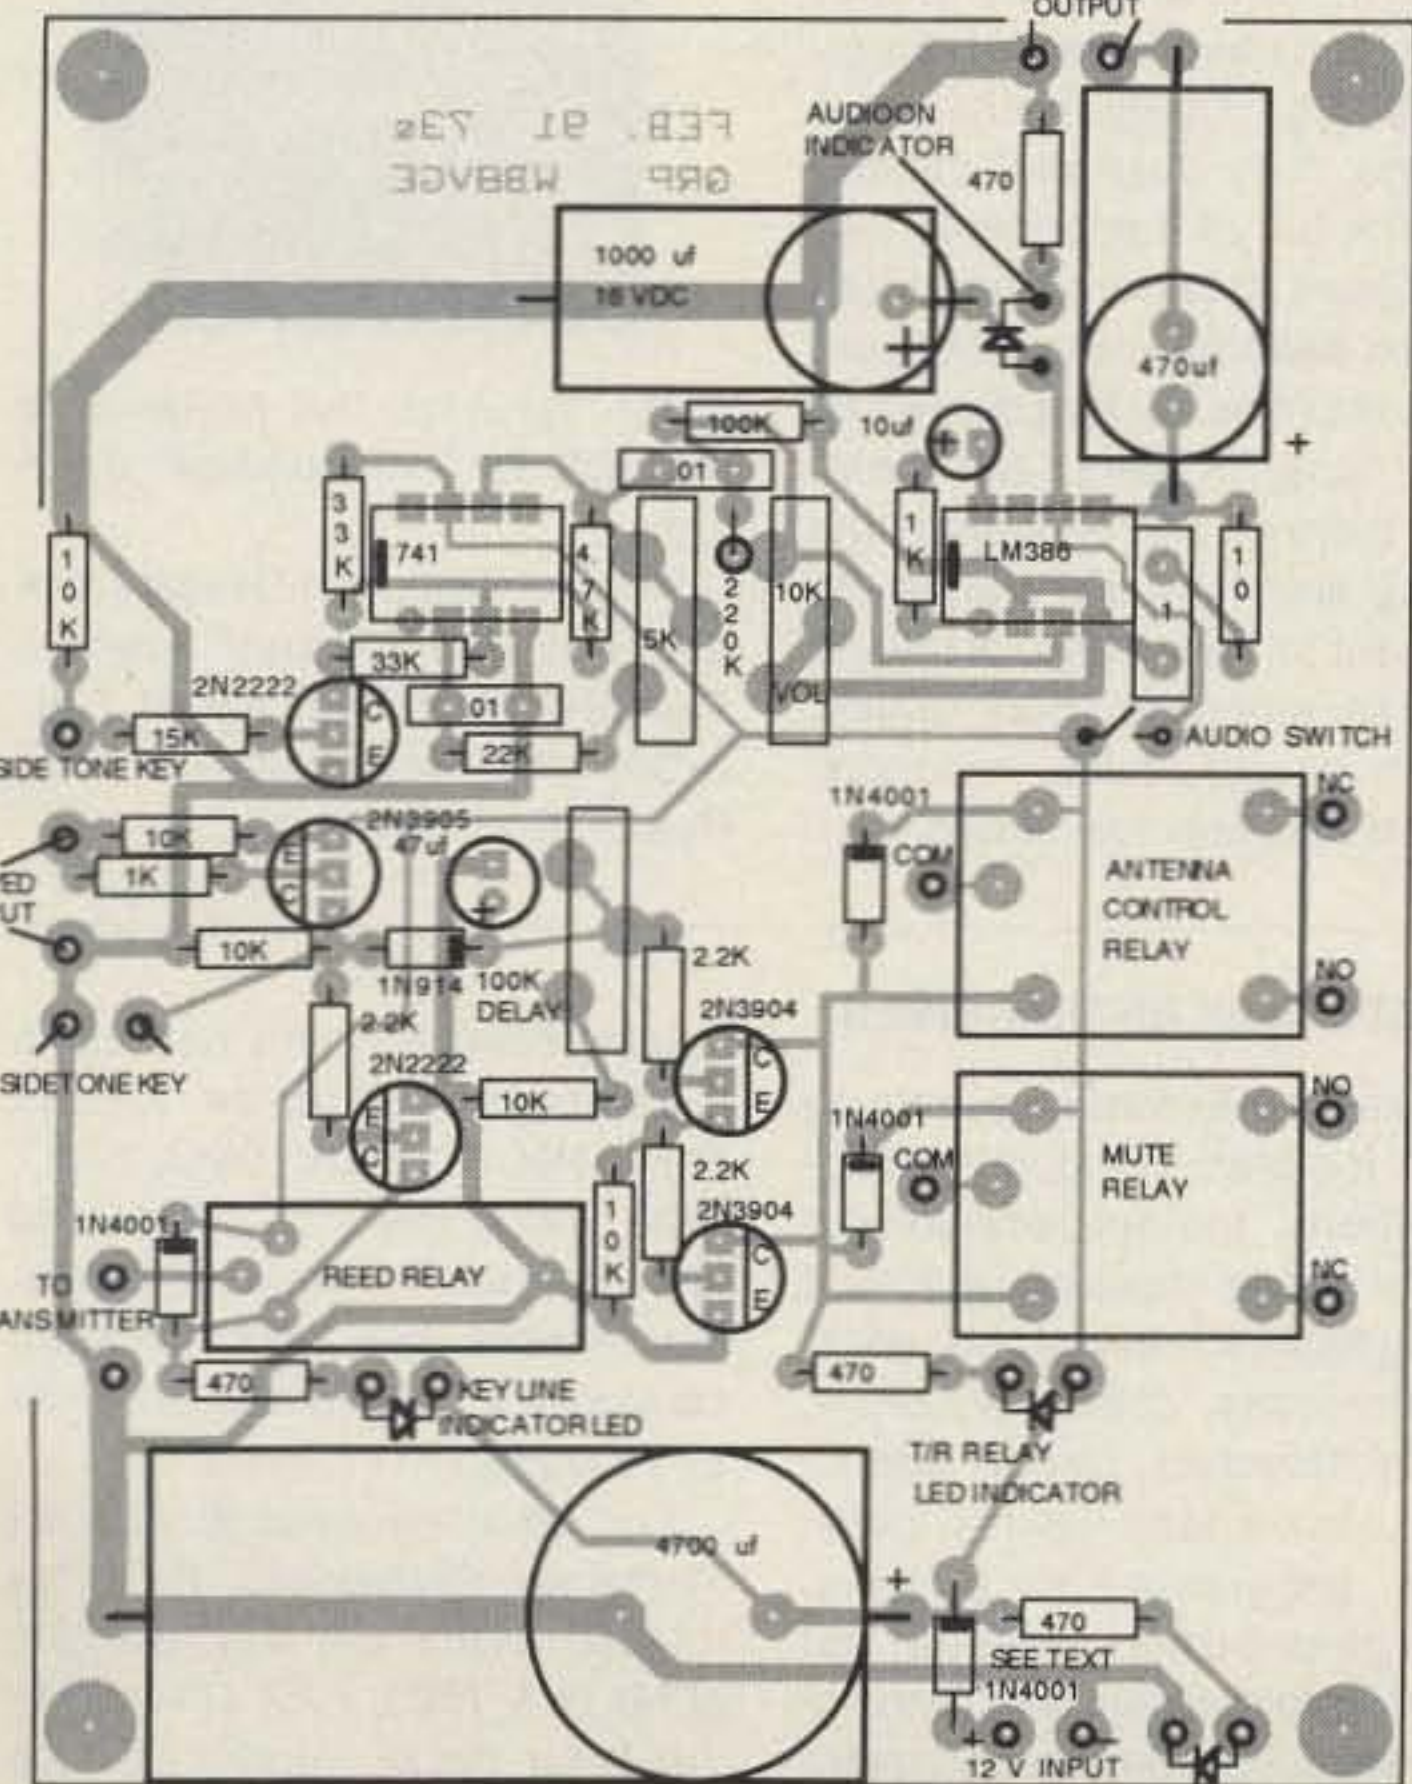 OUTPUT
FEB. 91 73s
QRP WB8VGE
AUDIO ON
INDICATOR
470
1000 uf
16 VDC
470uf
+
+
100K
10uf
+
.01
33K
741
4.7K
1K
LM386
10K
10
220K
10K
5K
.1
33K
VOL
2N2222
.01
C
E
15K
22K
AUDIO SWITCH
SIDE TONE KEY
1N4001
NC
10K
2N3905
47uf
E
C
+
COM
ANTENNA
CONTROL
RELAY
1K
10K
1N914
100K
DELAY
2.2K
NO
2.2K
2N3904
C
E
2N2222
SIDETONE KEY
E
C
10K
1N4001
NO
COM
MUTE
RELAY
2.2K
2N3904
1N4001
10K
C
E
TO
REED RELAY
NC
470
KEY LINE
INDICATOR LED
470
T/R RELAY
LED INDICATOR
4700 uf
+
470
SEE TEXT
1N4001
+ -
12 V INPUT